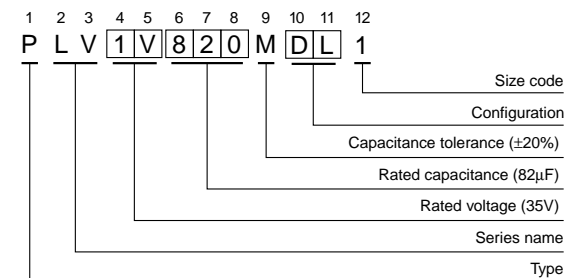 1 2 3 4 5 6 7 8 9 10 11 12
P L V 1 V 8 2 0 M D L 1
Size code
Configuration
Capacitance tolerance (±20%)
Rated capacitance (82μF)
Rated voltage (35V)
Series name
Type